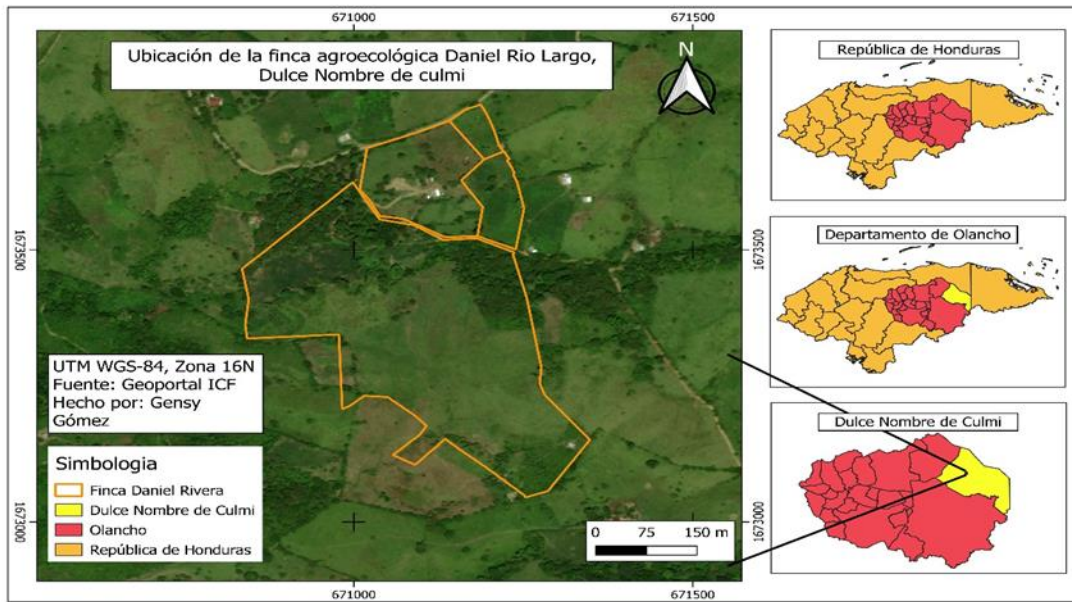 671000
671500
Ubicación de la finca agroecológica Daniel Rio Largo,
Dulce Nombre de culmi
N
1673500
1673500
UTM WGS-84, Zona 16N
Fuente: Geoportal ICF
Hecho por: Gensy
Gómez
Simbologia
Finca Daniel Rivera
Dulce Nombre de Culmi
Olancho
República de Honduras
1673000
1673000
0 75 150 m
671000
671500
República de Honduras
Departamento de Olancho
Dulce Nombre de Culmi